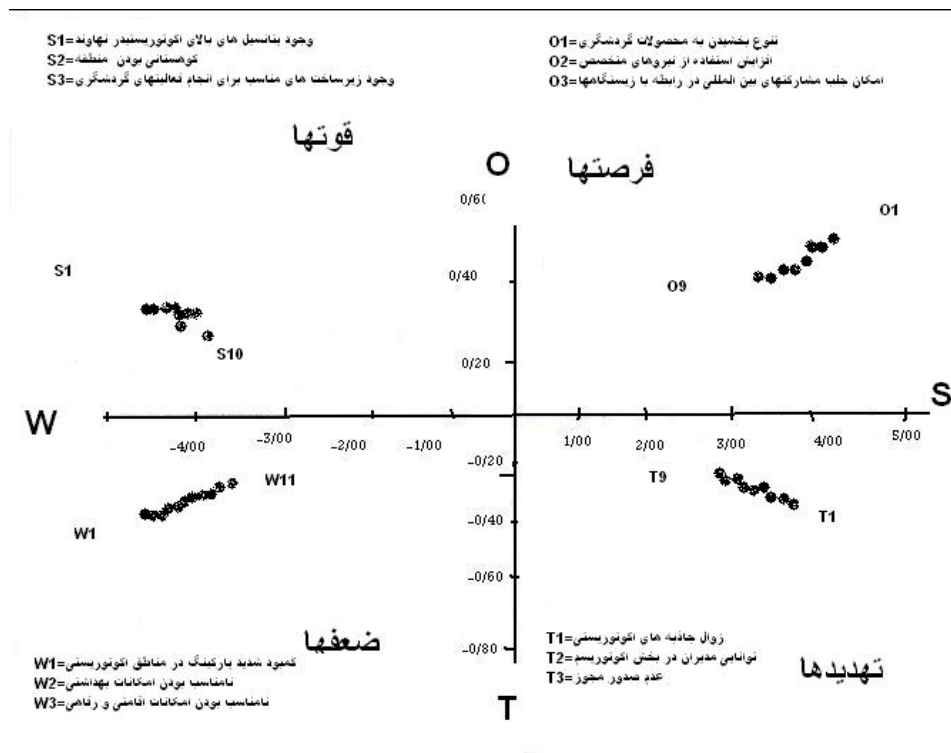 S1=وجود پتانسیل های بالای اکوتوریستیدر نهاوند
S2=کوهستانی بودن منطقه
S3=وجود زیرساخت های مناسب برای انجام فعالیتهای گردشگری
O1=تنوع بخشیدن به محصولات گردشگری
O2=افزایش استفاده از نیروهای متخصص
O3=امکان جلب مشارکتهای بین المللی در رابطه با زیستگاهها
قوتها
فرصتها
O
0/60
O1
S1
0/40
O9
S10
0/20
W
S
-4/00
-3/00
-2/00
-1/00
1/00
2/00
3/00
4/00
5/00
-0/20
W11
T9
W1
-0/40
T1
-0/60
ضعفها
-0/80
تهدیدها
W1=کمبود شدید پارکینگ در مناطق اکوتوریستی
W2=نامناسب بودن امکانات بهداشتی
W3=نامناسب بودن امکانات اقامتی و رفاهی
T1=زوال جاذبه های اکوتوریستی
T2=توانایی مدیران در بخش اکوتوریسم
T3=عدم صدور مجوز
T